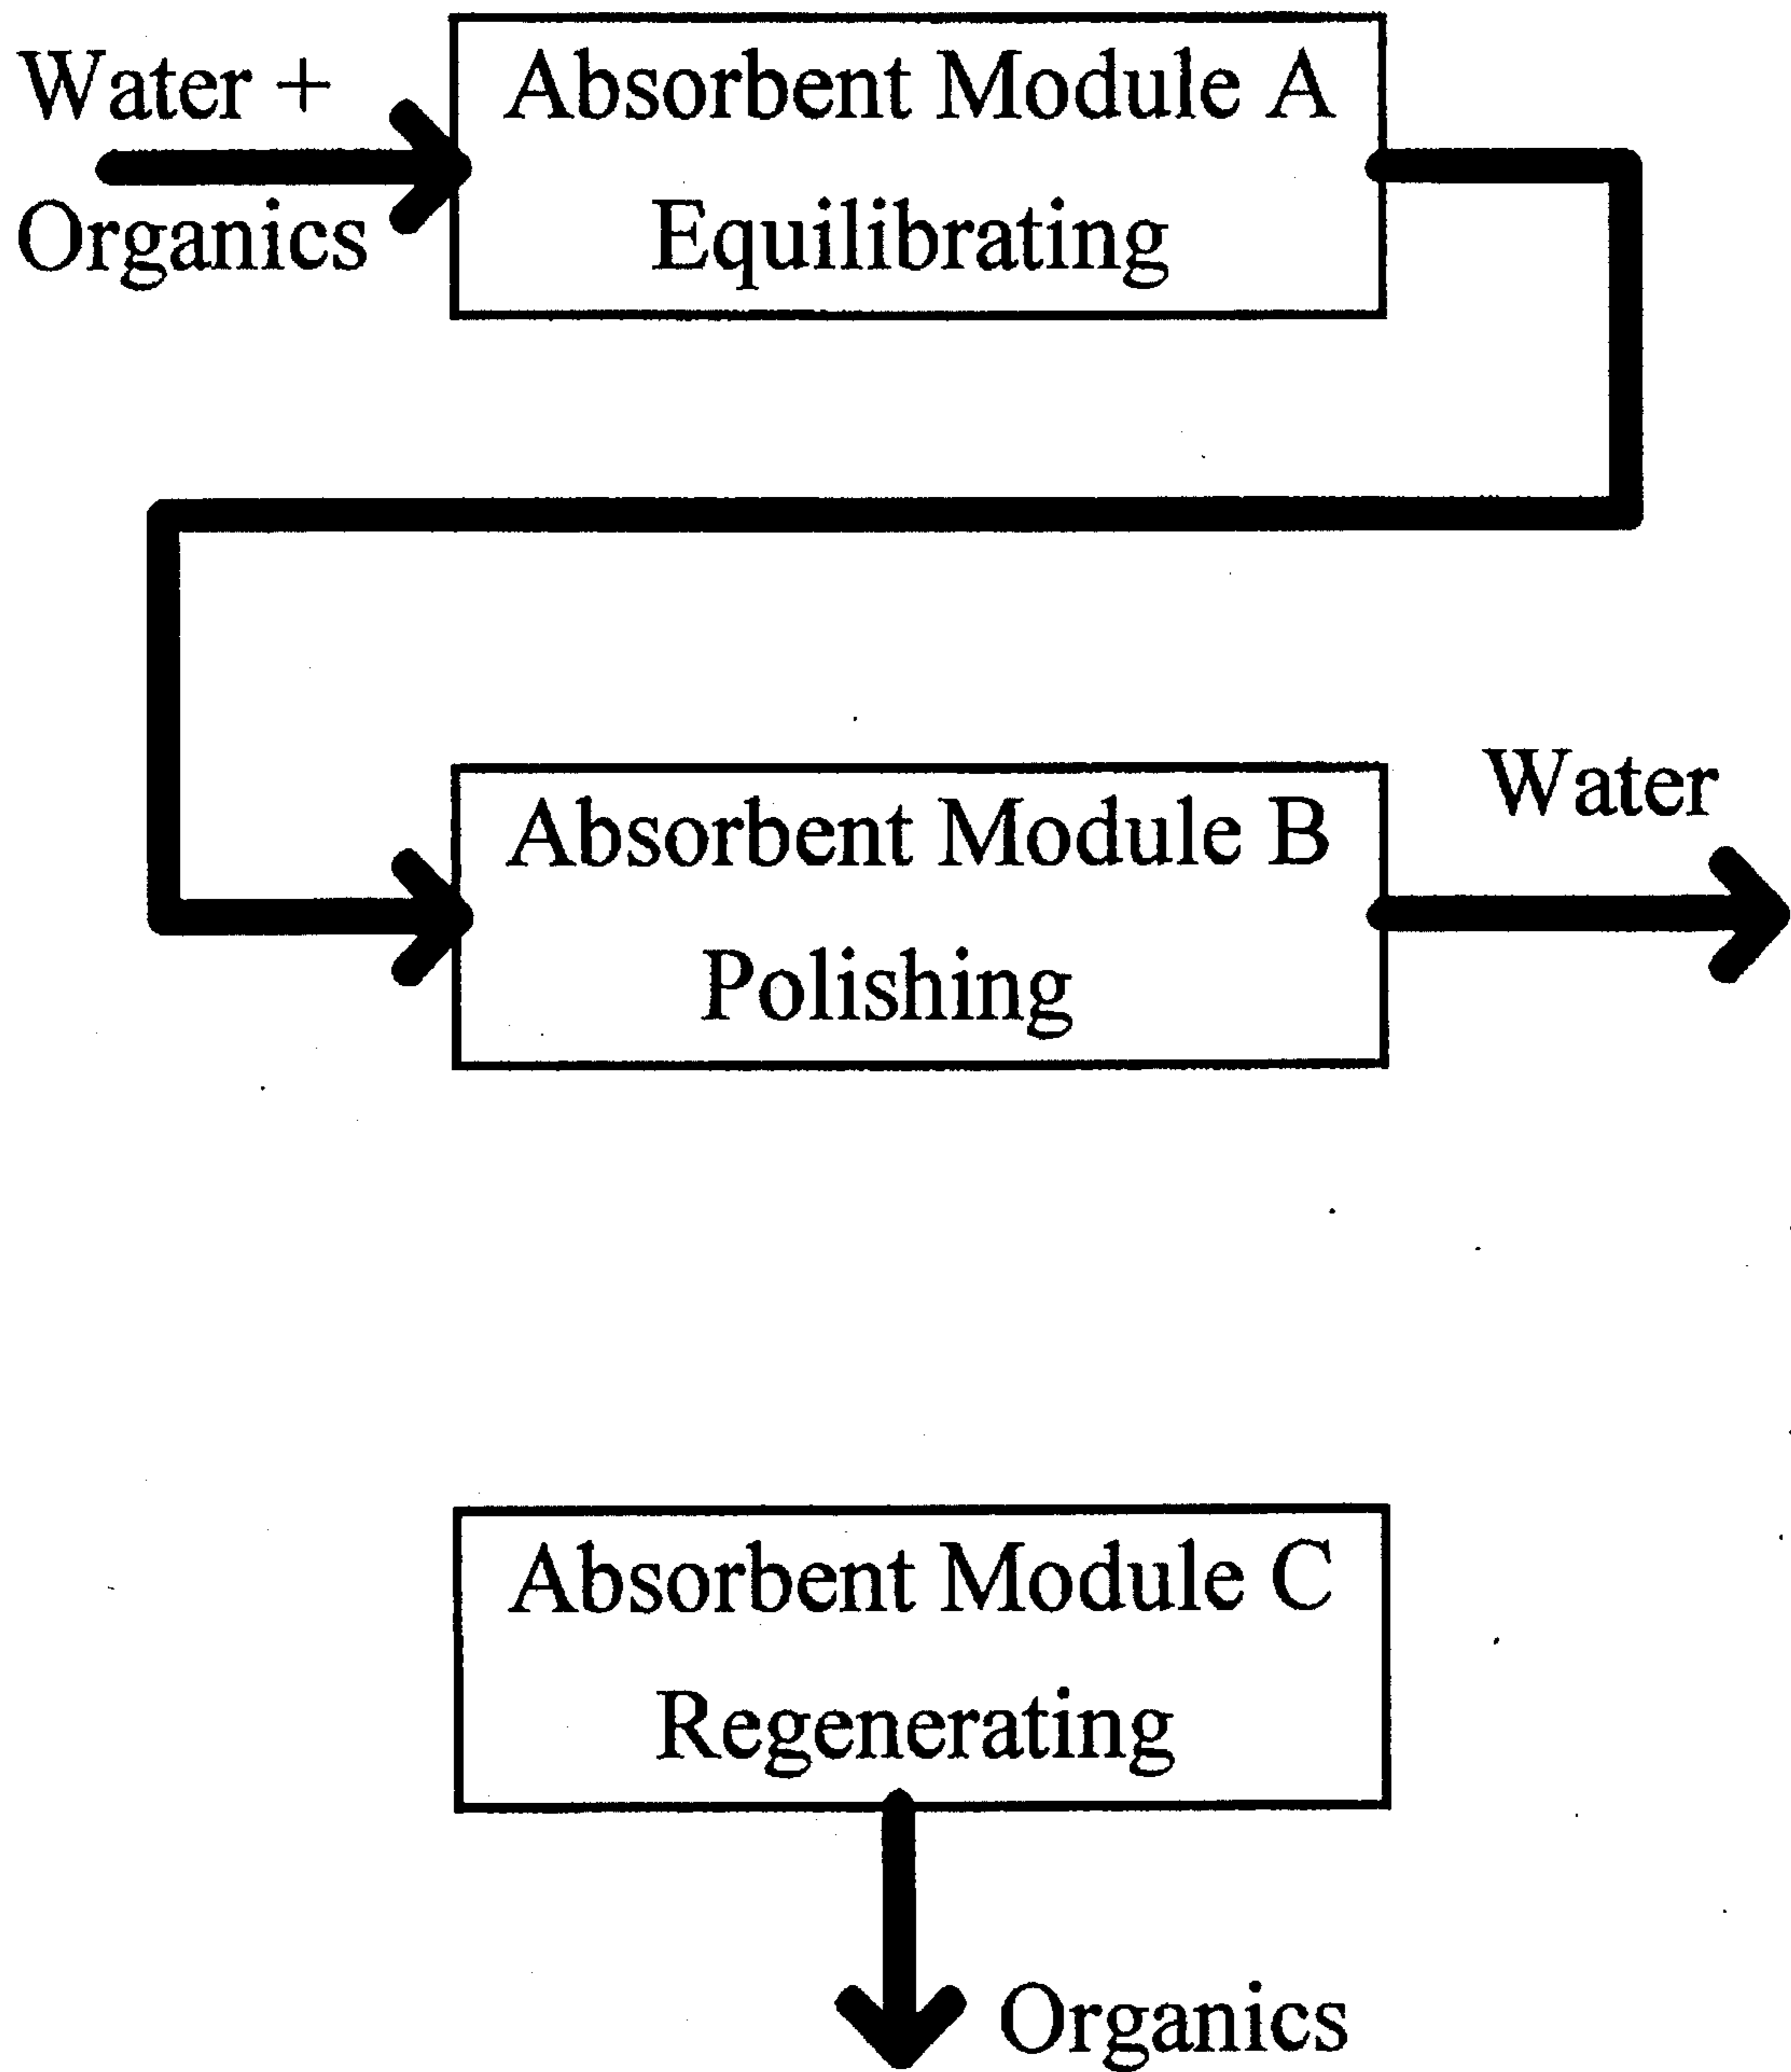 Water +
Organics
Absorbent Module A
Equilibrating
Absorbent Module B
Polishing
Water
Absorbent Module C
Regenerating
Organics